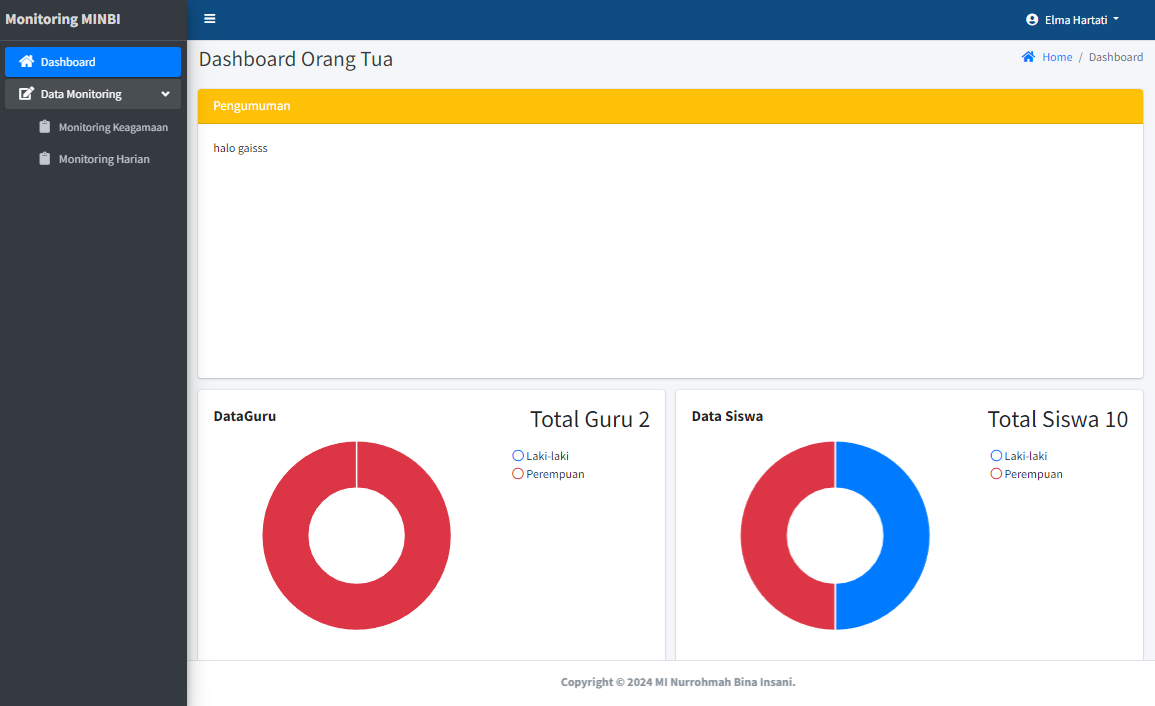 Monitoring MINBI
Elma Hartati
Dashboard
Data Monitoring
Monitoring Keagamaan
Monitoring Harian
Dashboard Orang Tua
Home / Dashboard
Pengumuman
halo gaisss
DataGuru
Total Guru 2
Laki-laki
Perempuan
Data Siswa
Total Siswa 10
Laki-laki
Perempuan
Copyright © 2024 MI Nurrohmah Bina Insani.